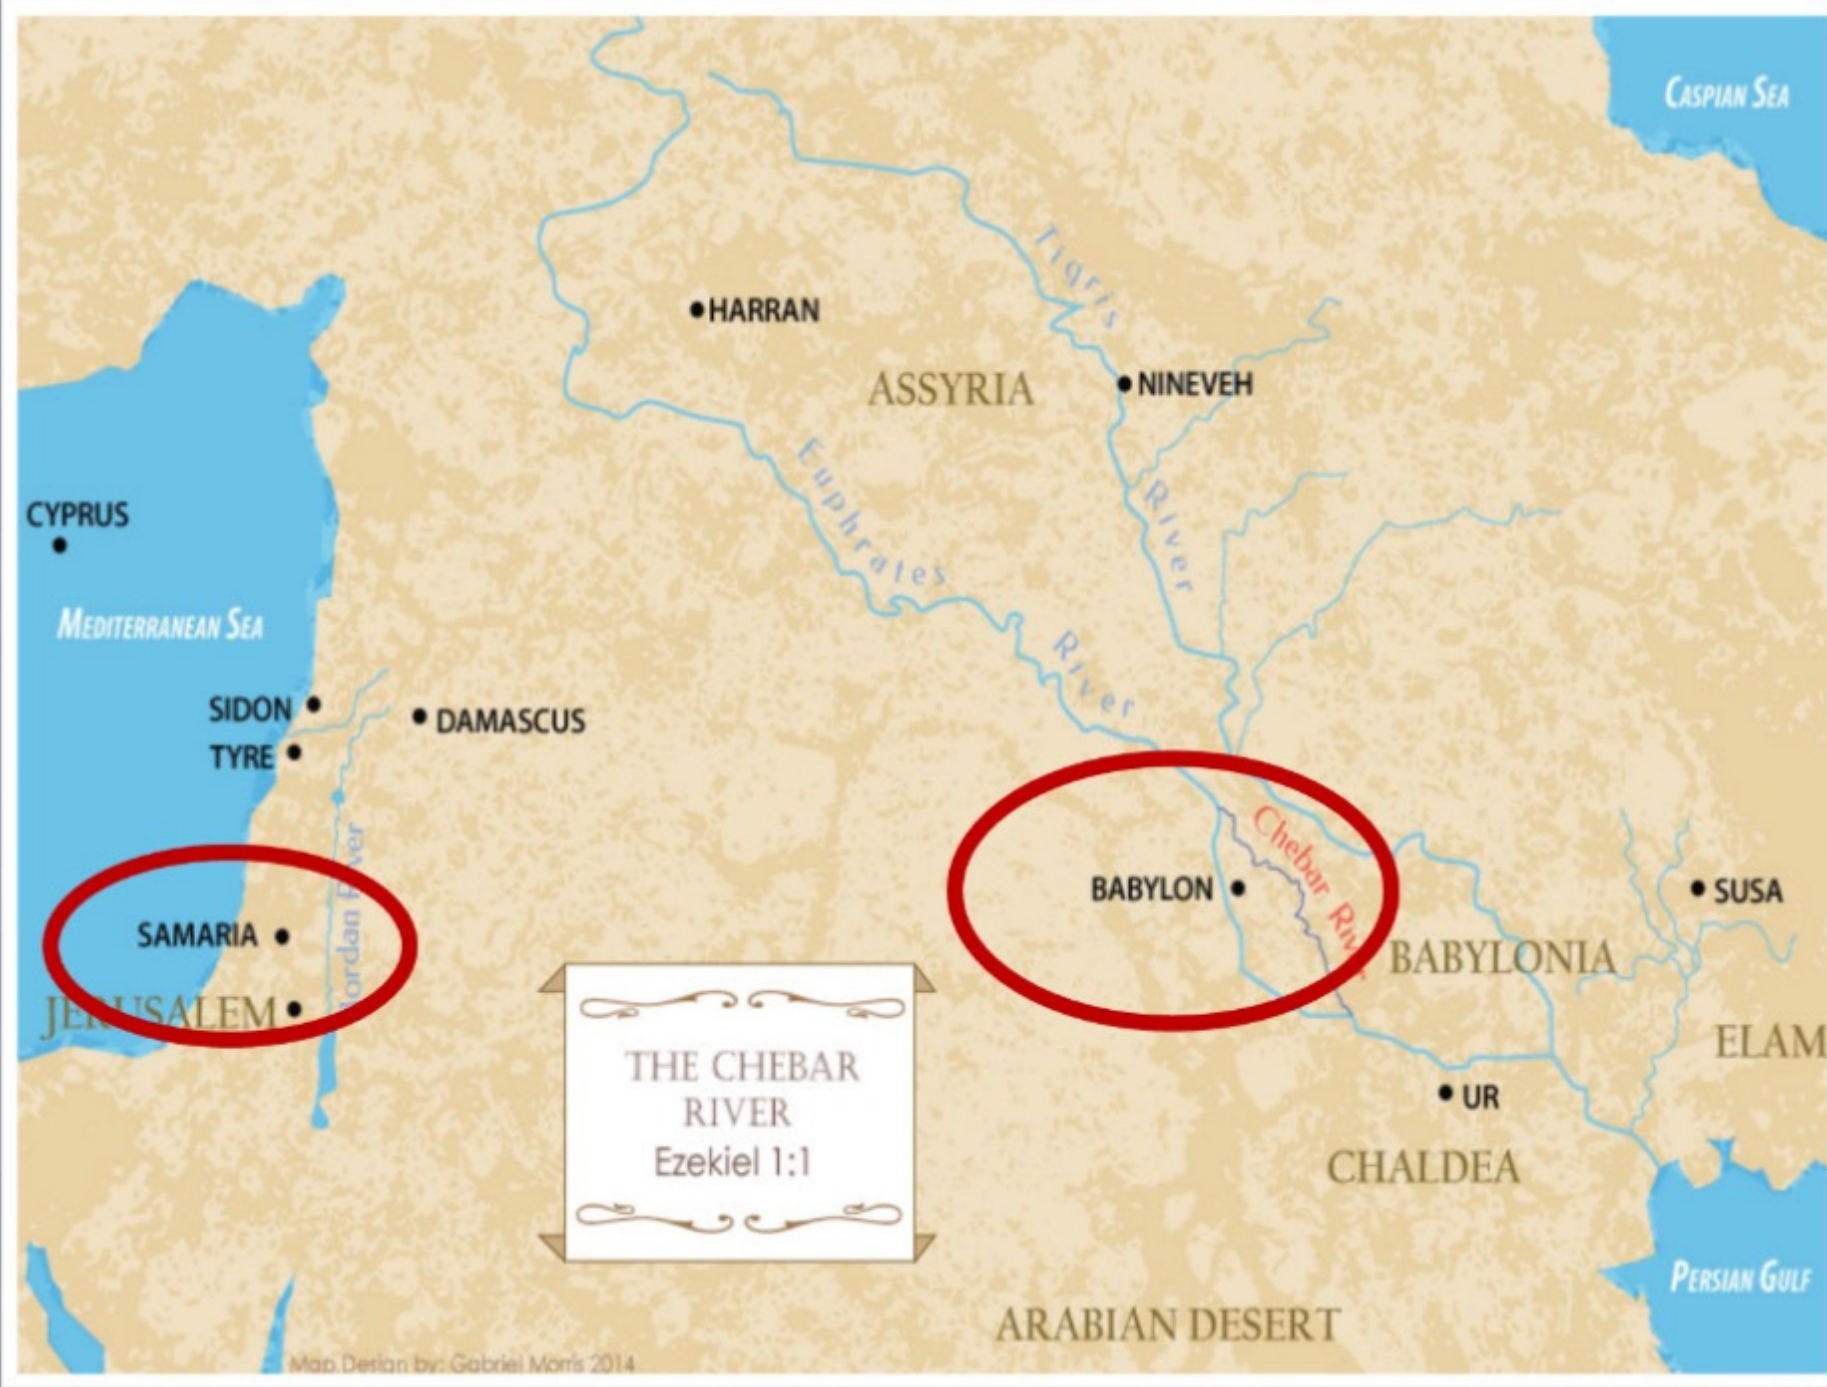 CASPIAN SEA
Tigris
River
HARRAN
ASSYRIA
NINEVEH
Euphrates
River
CYPRUS
MEDITERRANEAN SEA
SIDON
DAMASCUS
TYRE
Jordan River
SAMARIA
JERUSALEM
Chebar River
BABYLON
SUSA
BABYLONIA
ELAM
THE CHEBAR
RIVER
Ezekiel 1:1
UR
CHALDEA
PERSIAN GULF
ARABIAN DESERT
Map Design by: Gabriel Morris 2014